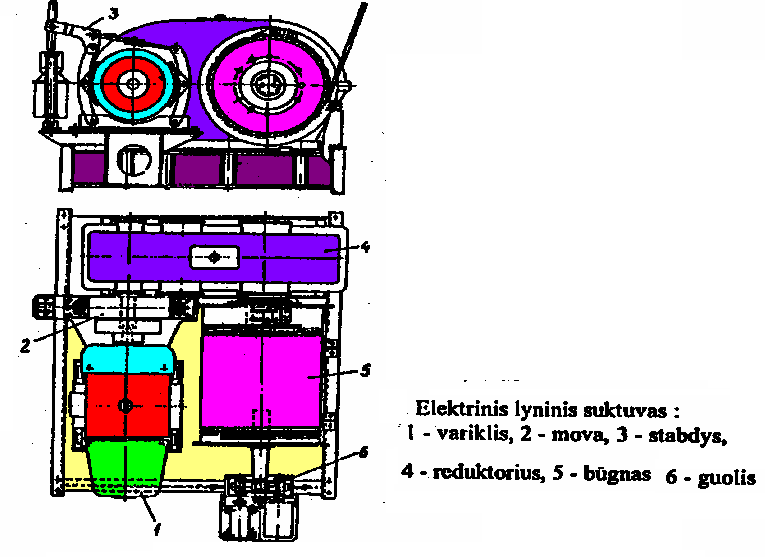 3
4
2
5
6
1
Elektrinis lyninis suktuvas :
1 - variklis, 2 - mova, 3 - stabdys,
4 - reduktorius, 5 - būgnas 6 - guolis